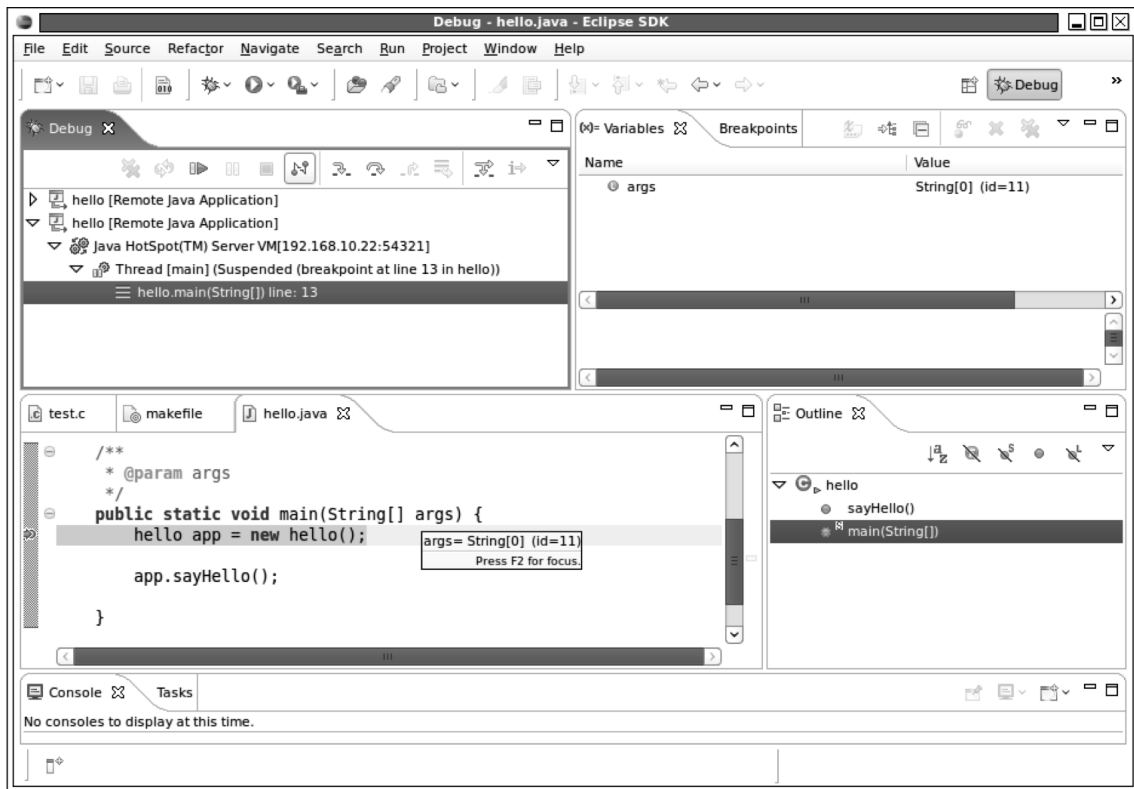 Debug - hello.java - Eclipse SDK
File Edit Source Refactor Navigate Search Run Project Window Help
Debug
Debug
hello [Remote Java Application]
hello [Remote Java Application]
Java HotSpot(TM) Server VM[192.168.10.22:54321]
Thread [main] (Suspended (breakpoint at line 13 in hello))
hello.main(String[]) line: 13
(x)= Variables Breakpoints
Name Value
args String[0] (id=11)
test.c makefile hello.java
/**
* @param args
*/
public static void main(String[] args) {
hello app = new hello();
args= String[0] (id=11)
Press F2 for focus.
app.sayHello();
}
Outline
hello
sayHello()
main(String[])
Console Tasks
No consoles to display at this time.